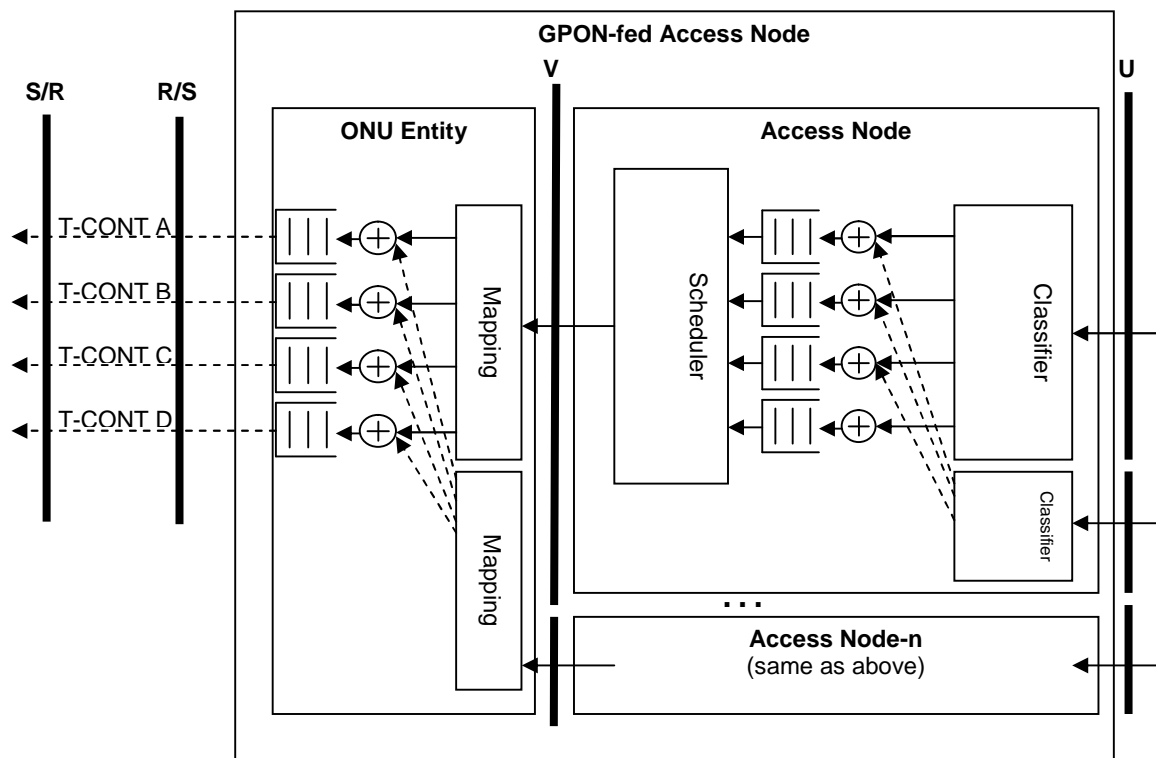 GPON-fed Access Node
V
U
S/R
R/S
ONU Entity
Access Node
T-CONT A
T-CONT B
T-CONT C
T-CONT D
Mapping
Scheduler
Classifier
Mapping
Classifier
...
Access Node-n
(same as above)